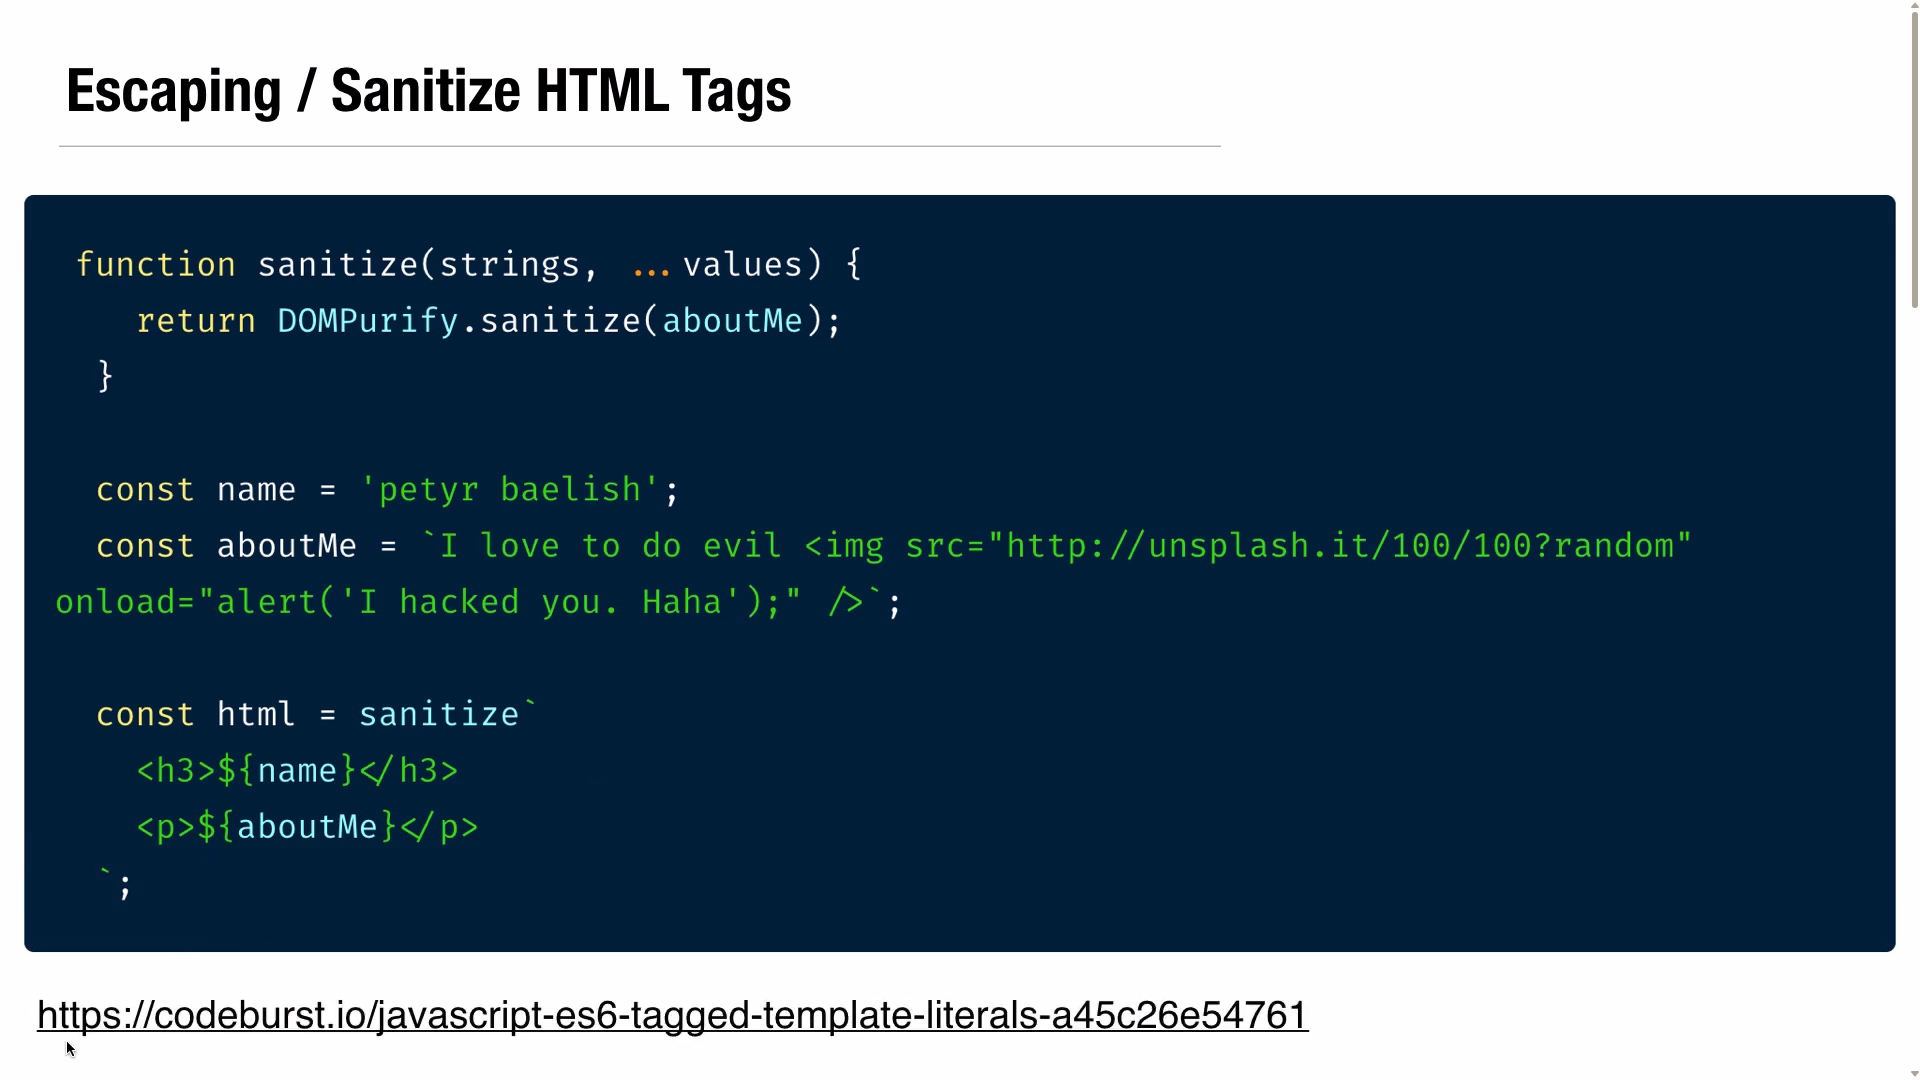 Escaping / Sanitize HTML Tags
function sanitize(strings, ...values) {
return DOMPurify.sanitize(aboutMe);
}
const name = 'petyr baelish';
const aboutMe = `I love to do evil <img src="http://unsplash.it/100/100?random"
onload="alert('I hacked you. Haha');" />`;
const html = sanitize`
<h3>${name}</h3>
<p>${aboutMe}</p>
`;
https://codeburst.io/javascript-es6-tagged-template-literals-a45c26e54761